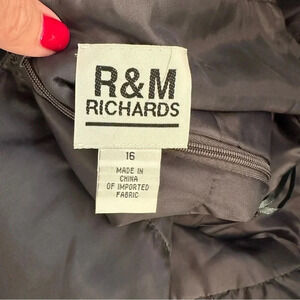 R&M
RICHARDS
16
MADE IN
CHINA
OF IMPORTED
FABRIC